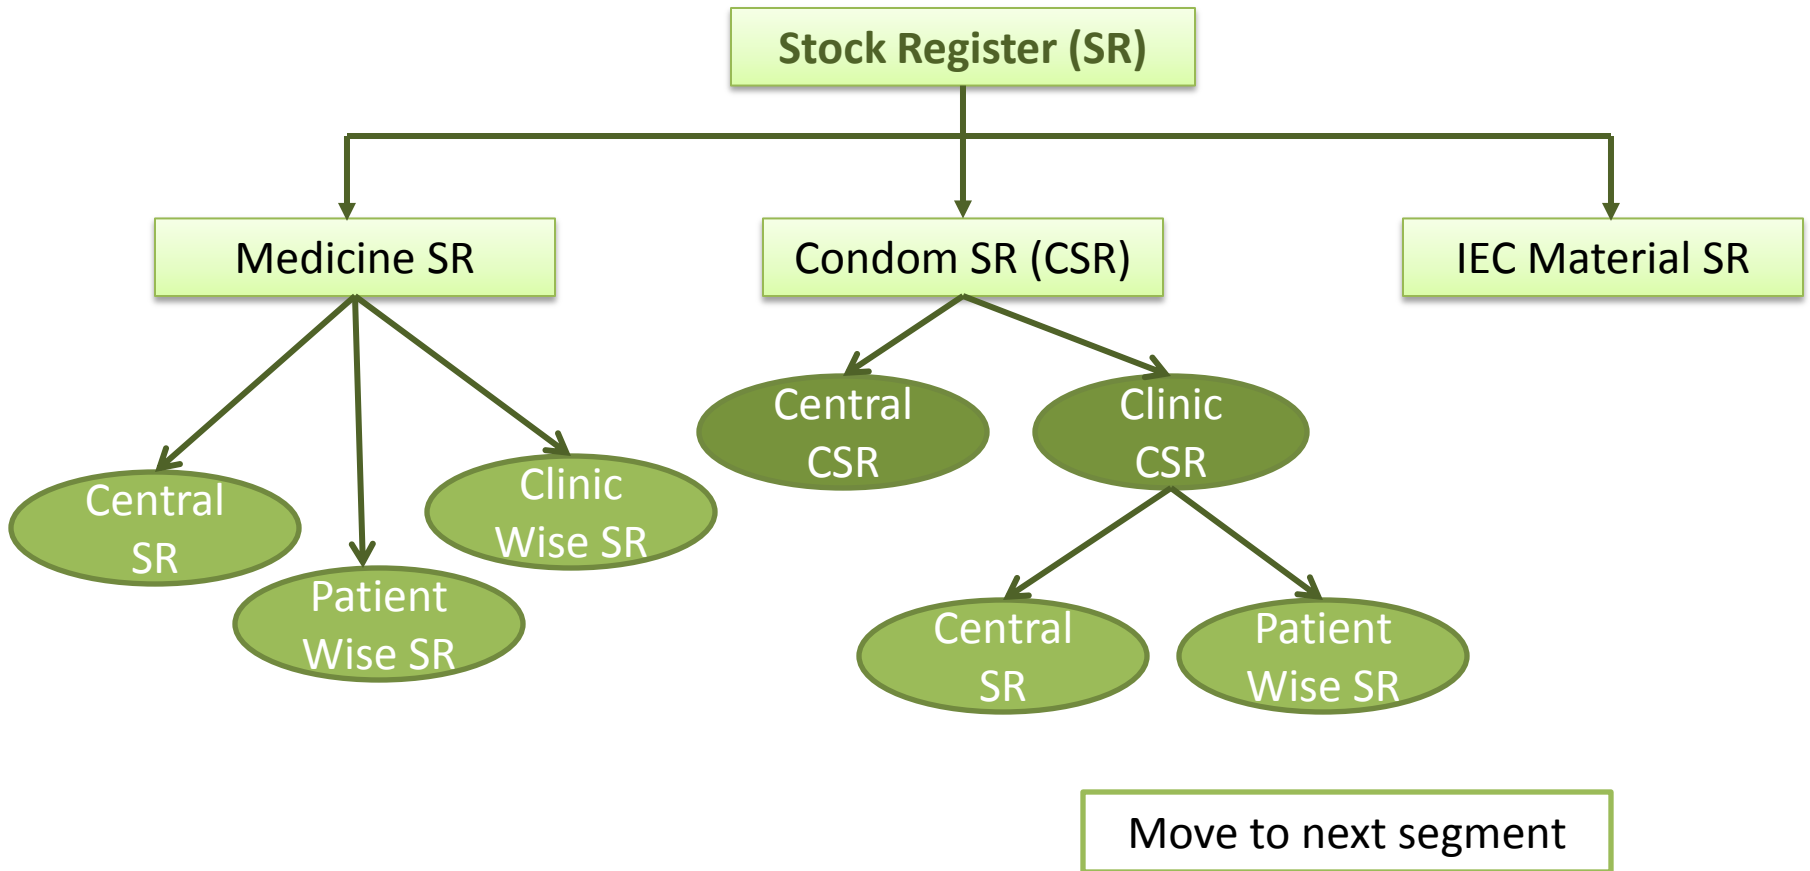 Stock Register (SR)
Medicine SR
Condom SR (CSR)
IEC Material SR
Central
SR
Patient
Wise SR
Clinic
Wise SR
Central
CSR
Clinic
CSR
Central
SR
Patient
Wise SR
Move to next segment